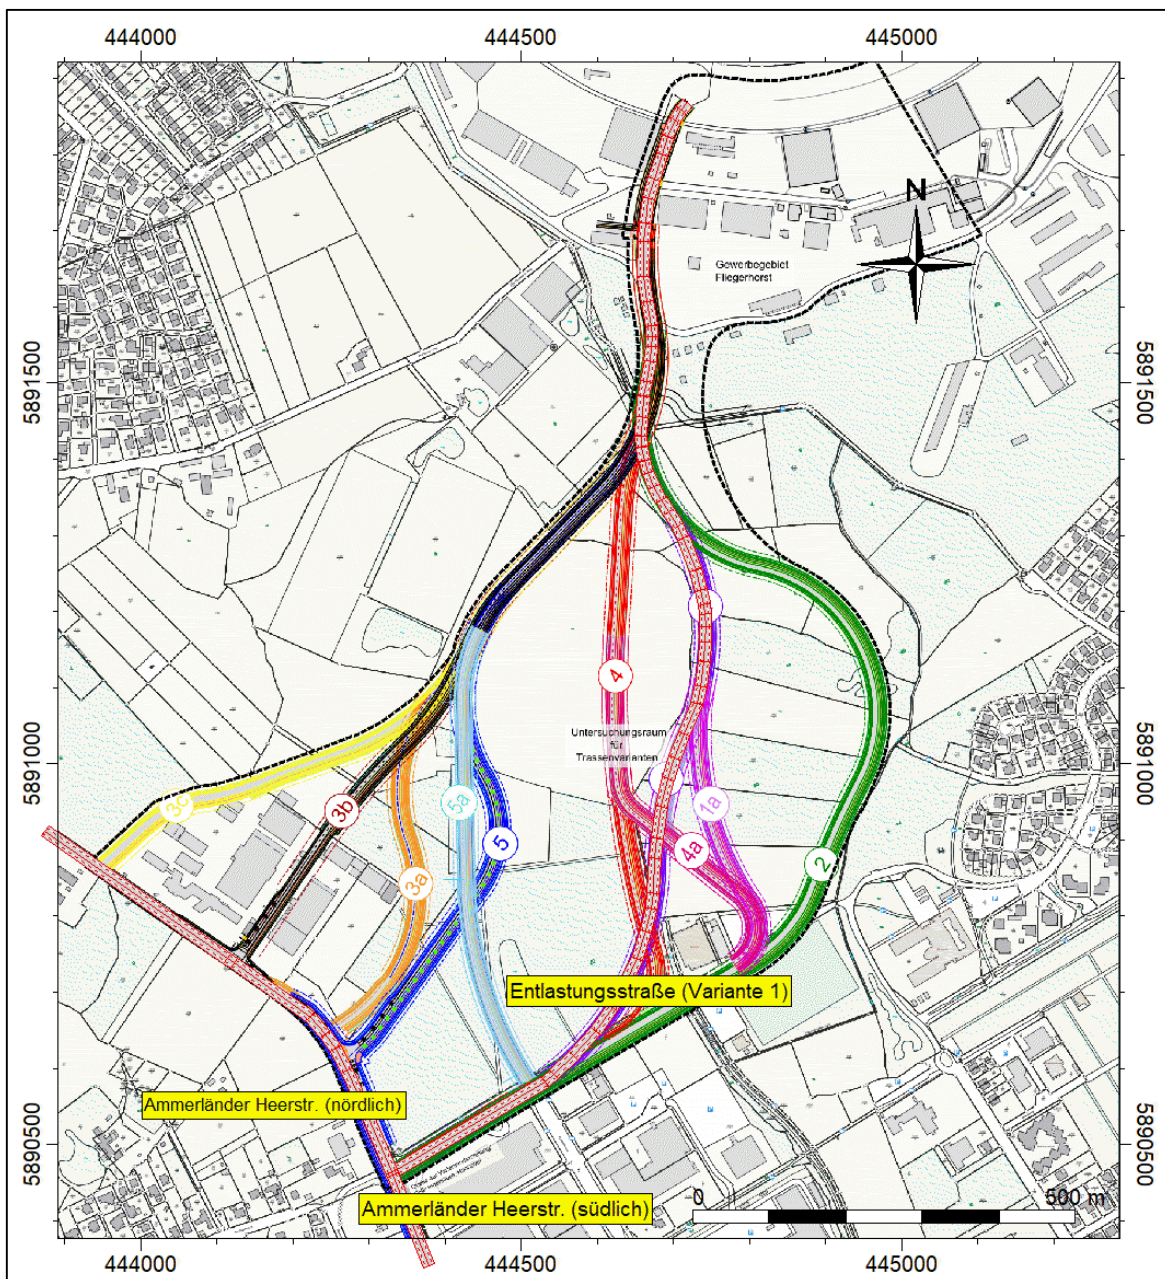 444000 444500 445000
N
Gewerbegebiet
Fliegerhorst
5891500 5891500
4
Untersuchungsraum
für
Trassenvarianten
5891000 5891000
3c
3b
5a
1a
5
4a
2
3a
Entlastungsstraße (Variante 1)
Ammerländer Heerstr. (nördlich)
5890500 5890500
Ammerländer Heerstr. (südlich)
0 500 m
444000 444500 445000